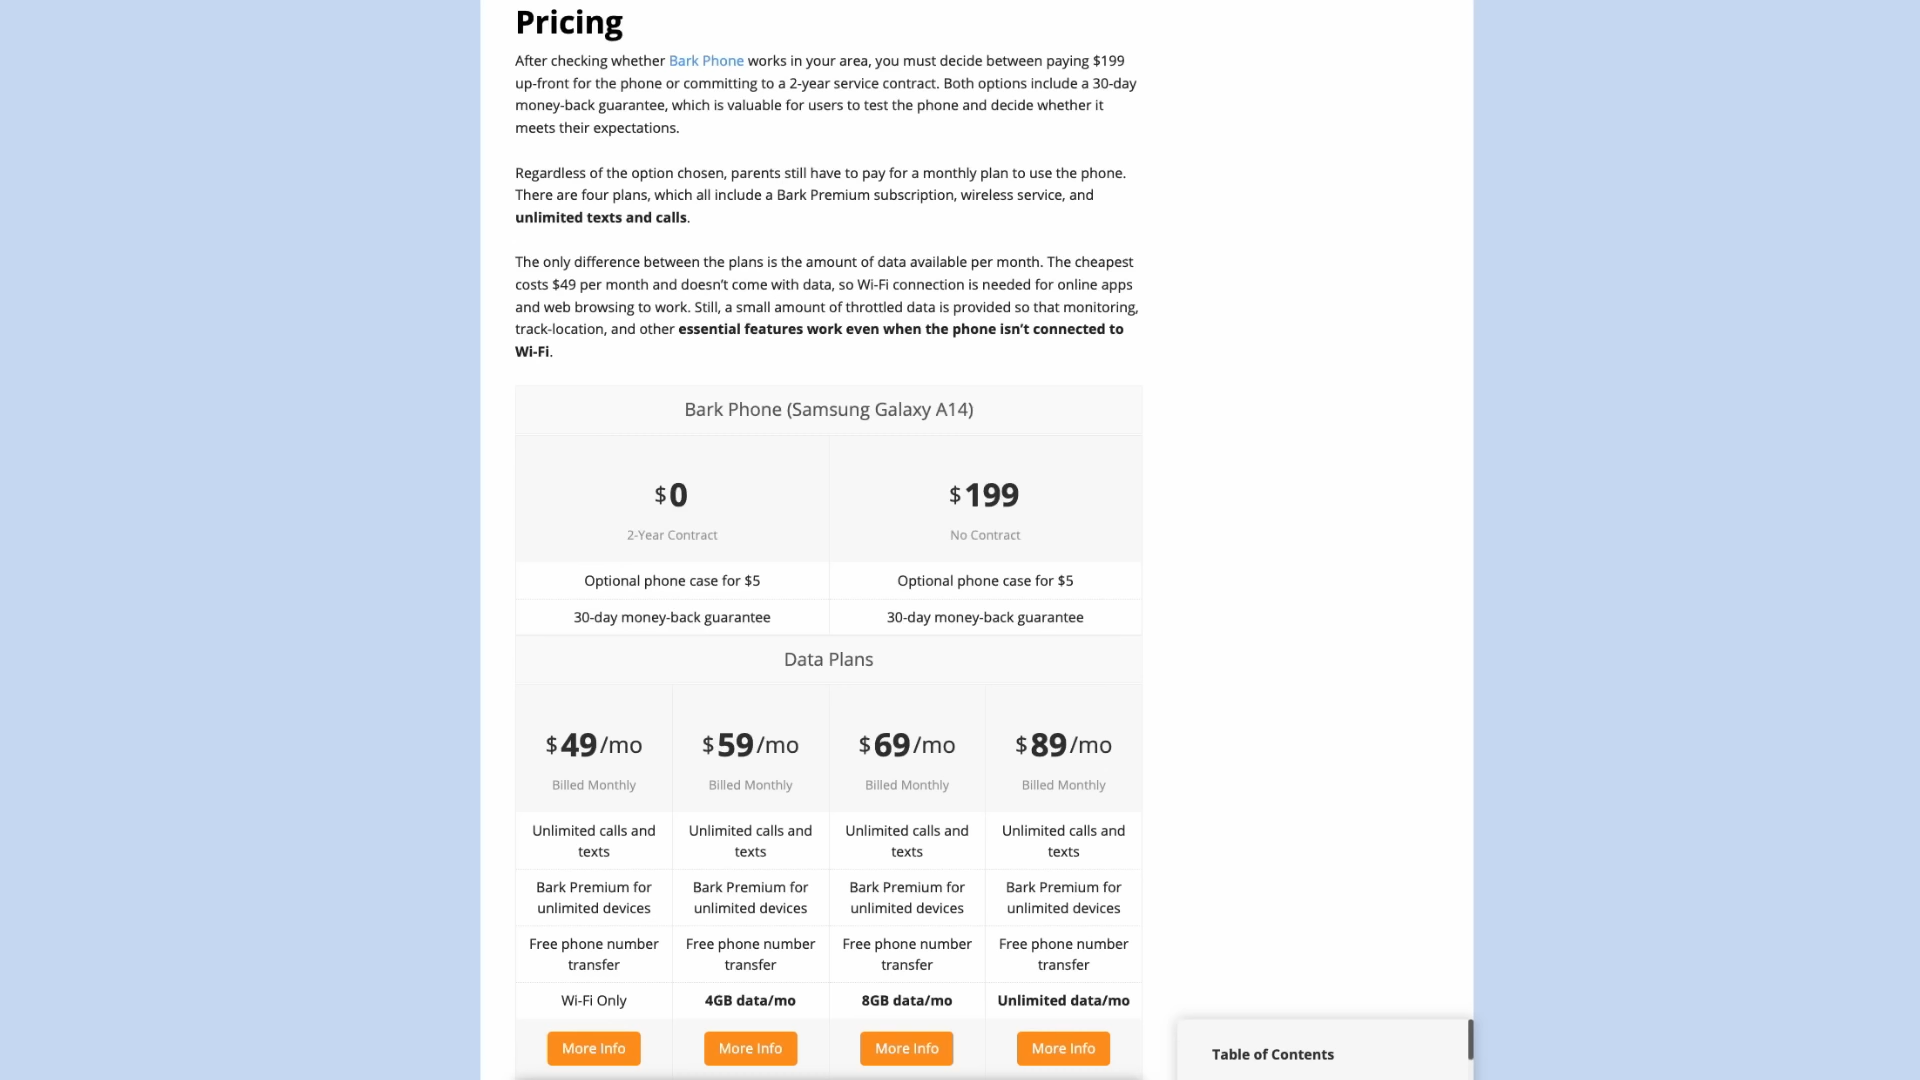 Pricing
After checking whether Bark Phone works in your area, you must decide between paying $199
up-front for the phone or committing to a 2-year service contract. Both options include a 30-day
money-back guarantee, which is valuable for users to test the phone and decide whether it
meets their expectations.
Regardless of the option chosen, parents still have to pay for a monthly plan to use the phone.
There are four plans, which all include a Bark Premium subscription, wireless service, and
unlimited texts and calls.
The only difference between the plans is the amount of data available per month. The cheapest
costs $49 per month and doesn’t come with data, so Wi-Fi connection is needed for online apps
and web browsing to work. Still, a small amount of throttled data is provided so that monitoring,
track-location, and other essential features work even when the phone isn’t connected to
Wi-Fi.
Bark Phone (Samsung Galaxy A14)
$0 $199
2-Year Contract No Contract
Optional phone case for $5 Optional phone case for $5
30-day money-back guarantee 30-day money-back guarantee
Data Plans
$49/mo $59/mo $69/mo $89/mo
Billed Monthly Billed Monthly Billed Monthly Billed Monthly
Unlimited calls and Unlimited calls and Unlimited calls and Unlimited calls and
texts texts texts texts
Bark Premium for Bark Premium for Bark Premium for Bark Premium for
unlimited devices unlimited devices unlimited devices unlimited devices
Free phone number Free phone number Free phone number Free phone number
transfer transfer transfer transfer
Wi-Fi Only 4GB data/mo 8GB data/mo Unlimited data/mo
More Info More Info More Info More Info
Table of Contents